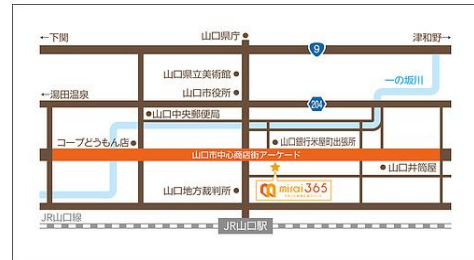 ←下関
山口県庁
津和野→
9
山口県立美術館
一の坂川
←湯田温泉
山口市役所
204
山口中央郵便局
コープどうもん店
山口銀行米屋町出張所
山口市中心商店街アーケード
山口井筒屋
山口地方裁判所
mirai365
JR山口線
JR山口駅